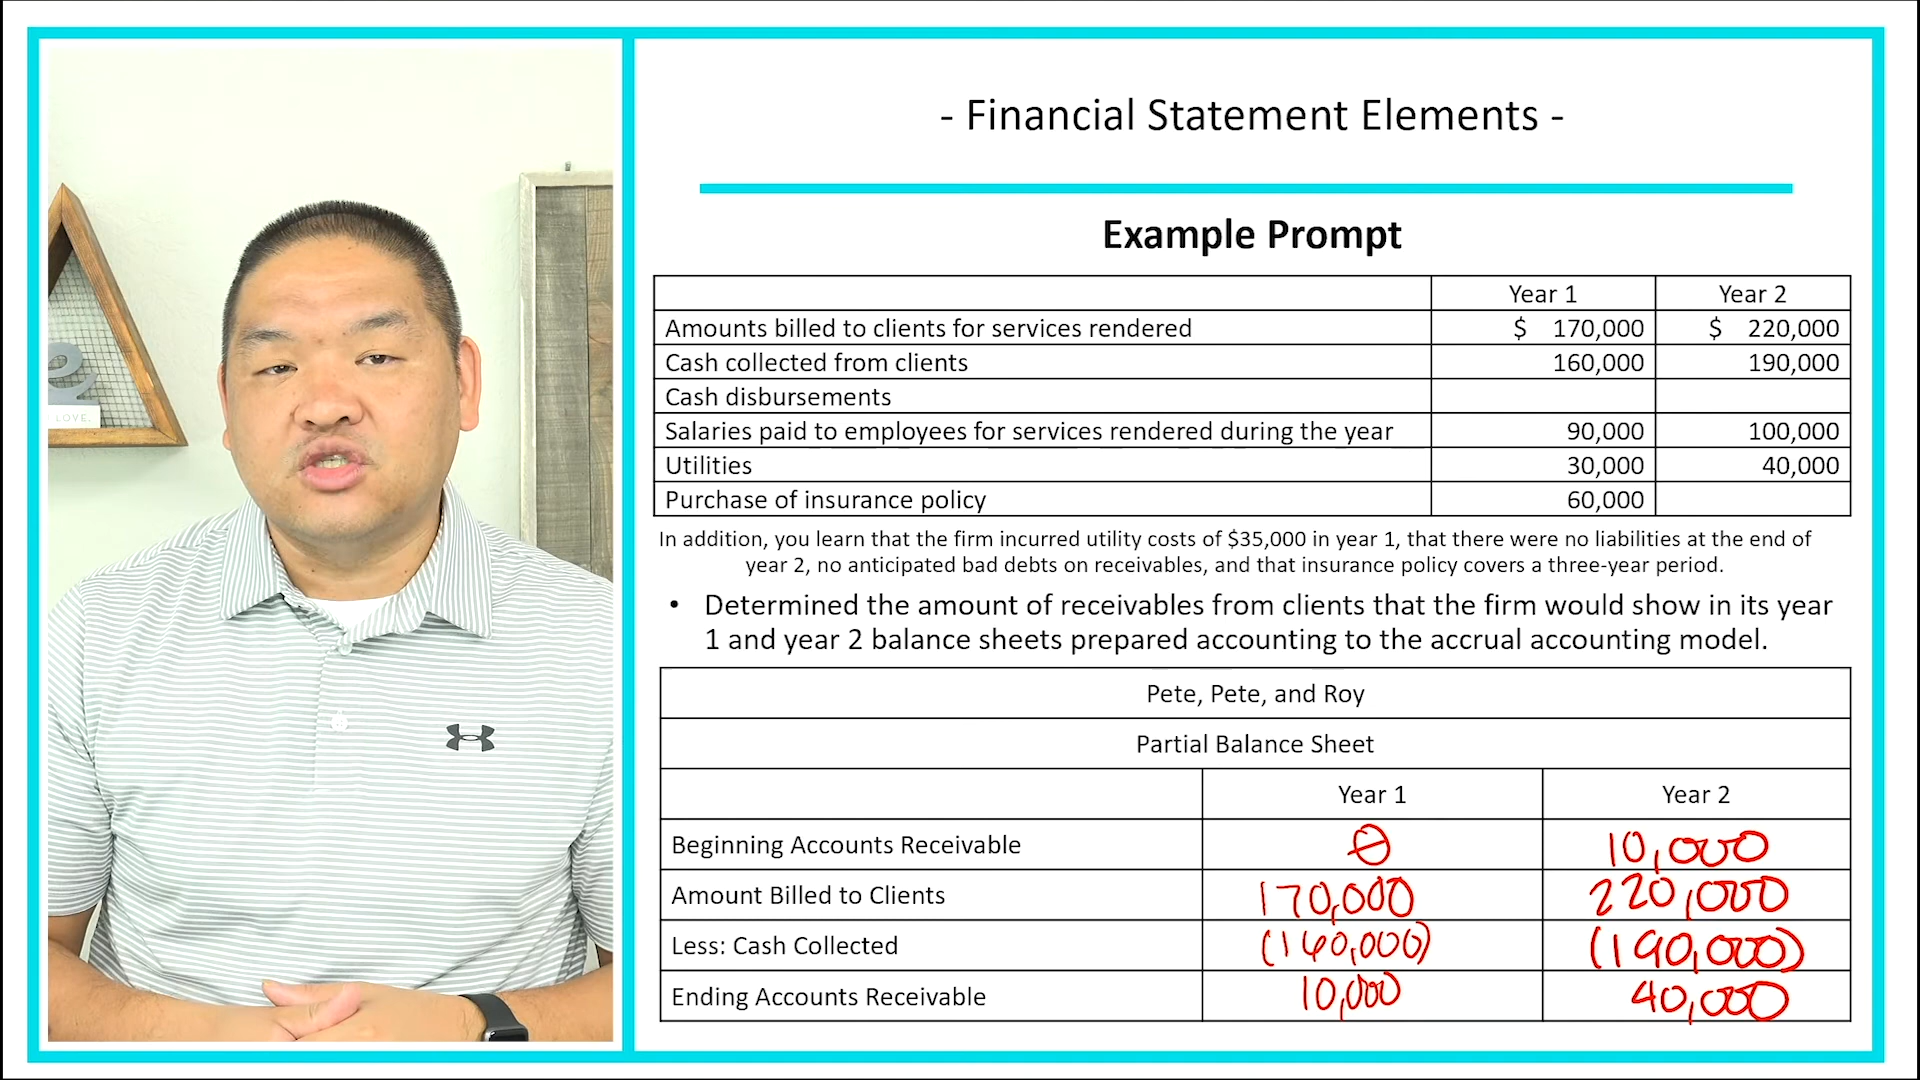 - Financial Statement Elements -
Example Prompt
Year 1 Year 2
Amounts billed to clients for services rendered $ 170,000 $ 220,000
Cash collected from clients 160,000 190,000
Cash disbursements
Salaries paid to employees for services rendered during the year 90,000 100,000
Utilities 30,000 40,000
Purchase of insurance policy 60,000
In addition, you learn that the firm incurred utility costs of $35,000 in year 1, that there were no liabilities at the end of
year 2, no anticipated bad debts on receivables, and that insurance policy covers a three-year period.
• Determined the amount of receivables from clients that the firm would show in its year
1 and year 2 balance sheets prepared accounting to the accrual accounting model.
Pete, Pete, and Roy
Partial Balance Sheet
Year 1 Year 2
Beginning Accounts Receivable 0 10,000
Amount Billed to Clients 170,000 220,000
Less: Cash Collected (160,000) (190,000)
Ending Accounts Receivable 10,000 40,000
LOVE.